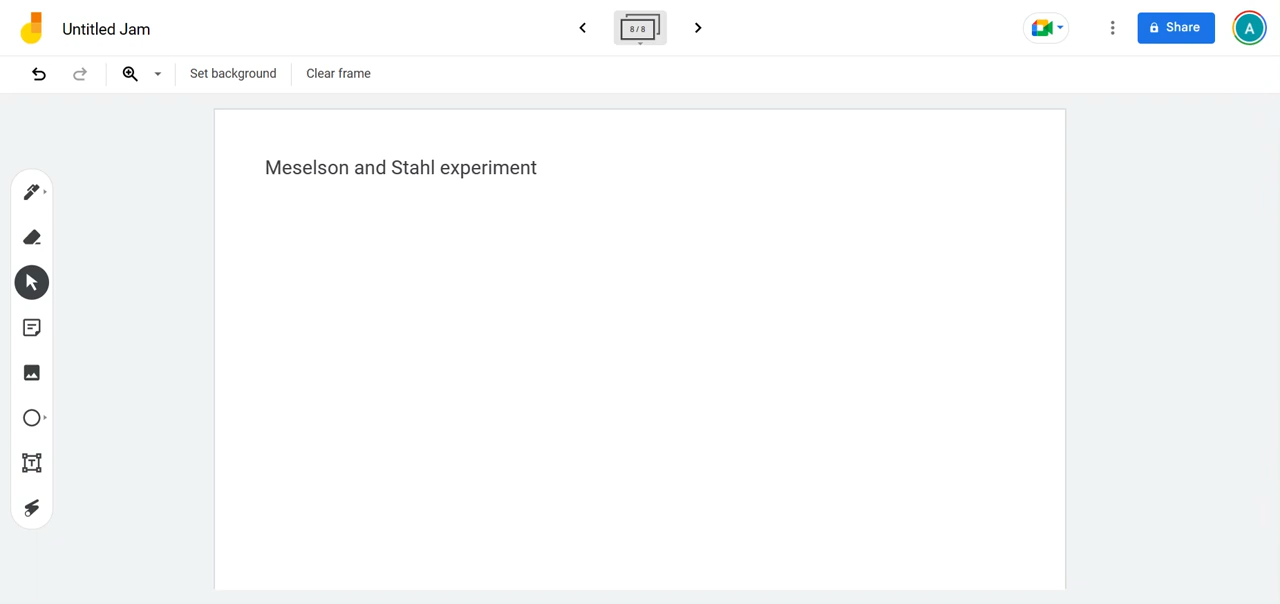 Untitled Jam
8 / 8
Share
A
Set background
Clear frame
Meselson and Stahl experiment
T